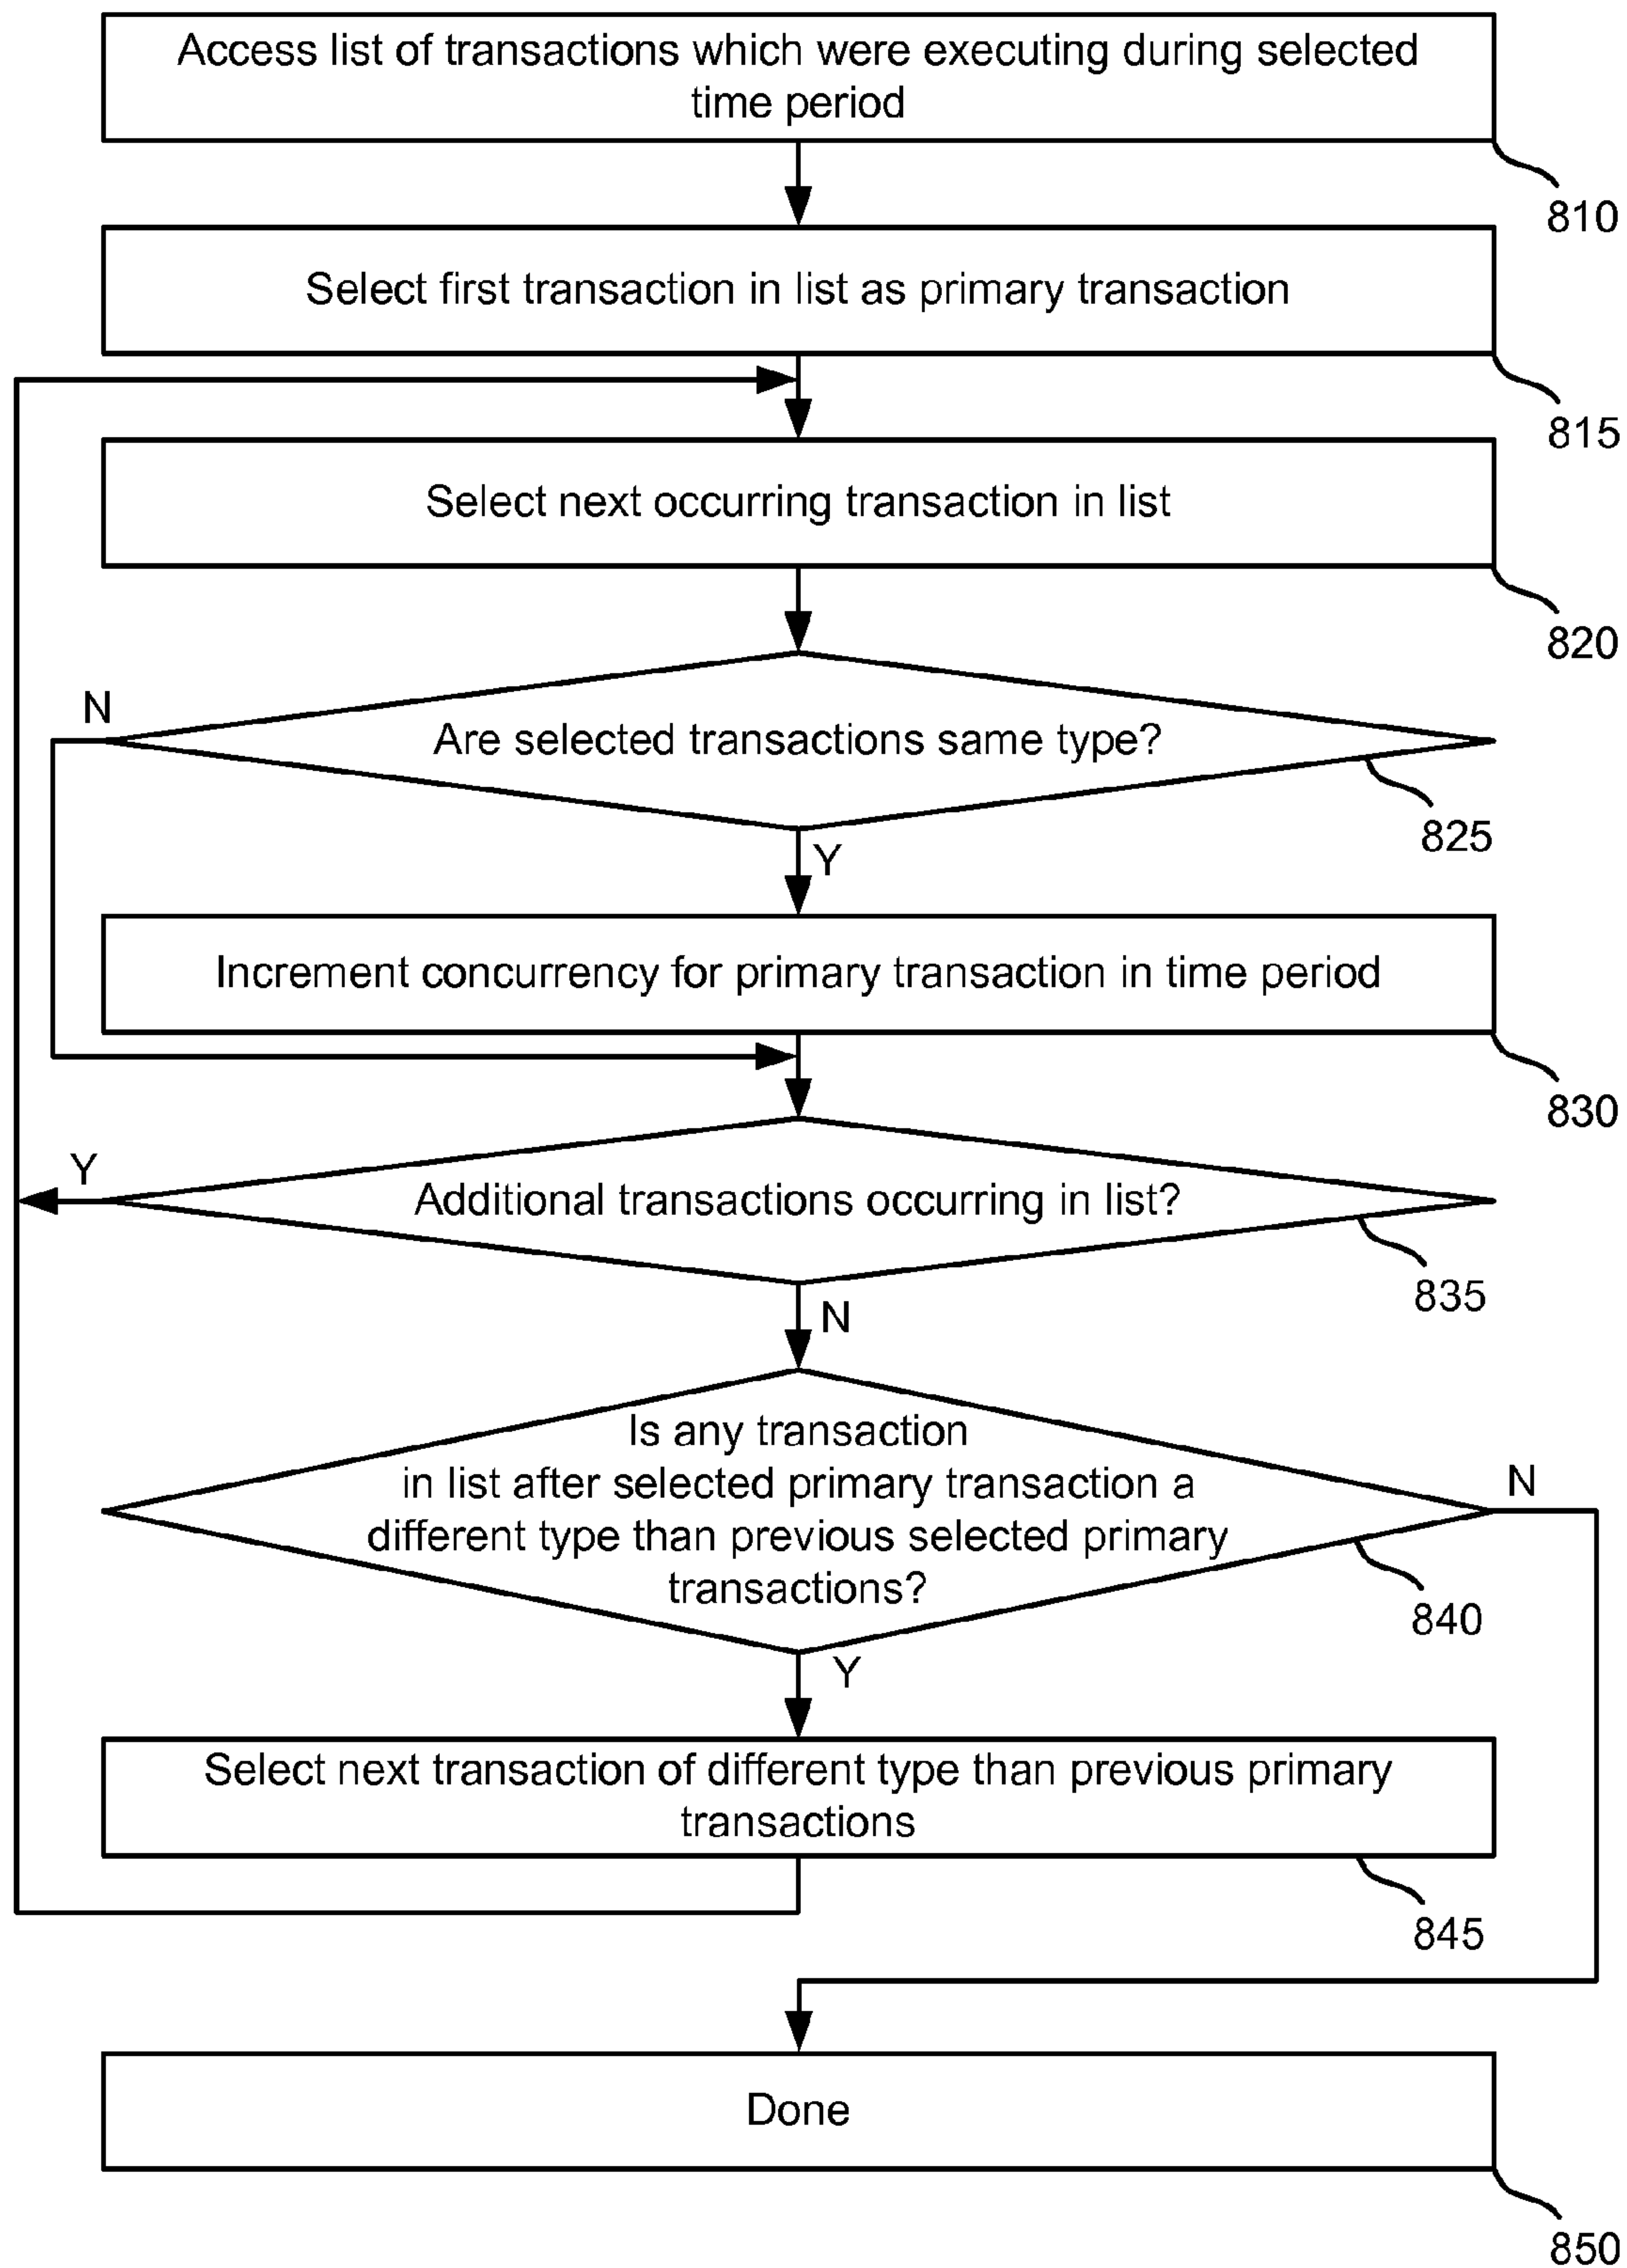 Access list of transactions which were executing during selected
time period
810
Select first transaction in list as primary transaction
815
Select next occurring transaction in list
820
N
Are selected transactions same type?
825
Y
Increment concurrency for primary transaction in time period
830
Y
Additional transactions occurring in list?
835
N
Is any transaction
in list after selected primary transaction a
different type than previous selected primary
transactions?
N
840
Y
Select next transaction of different type than previous primary
transactions
845
Done
850